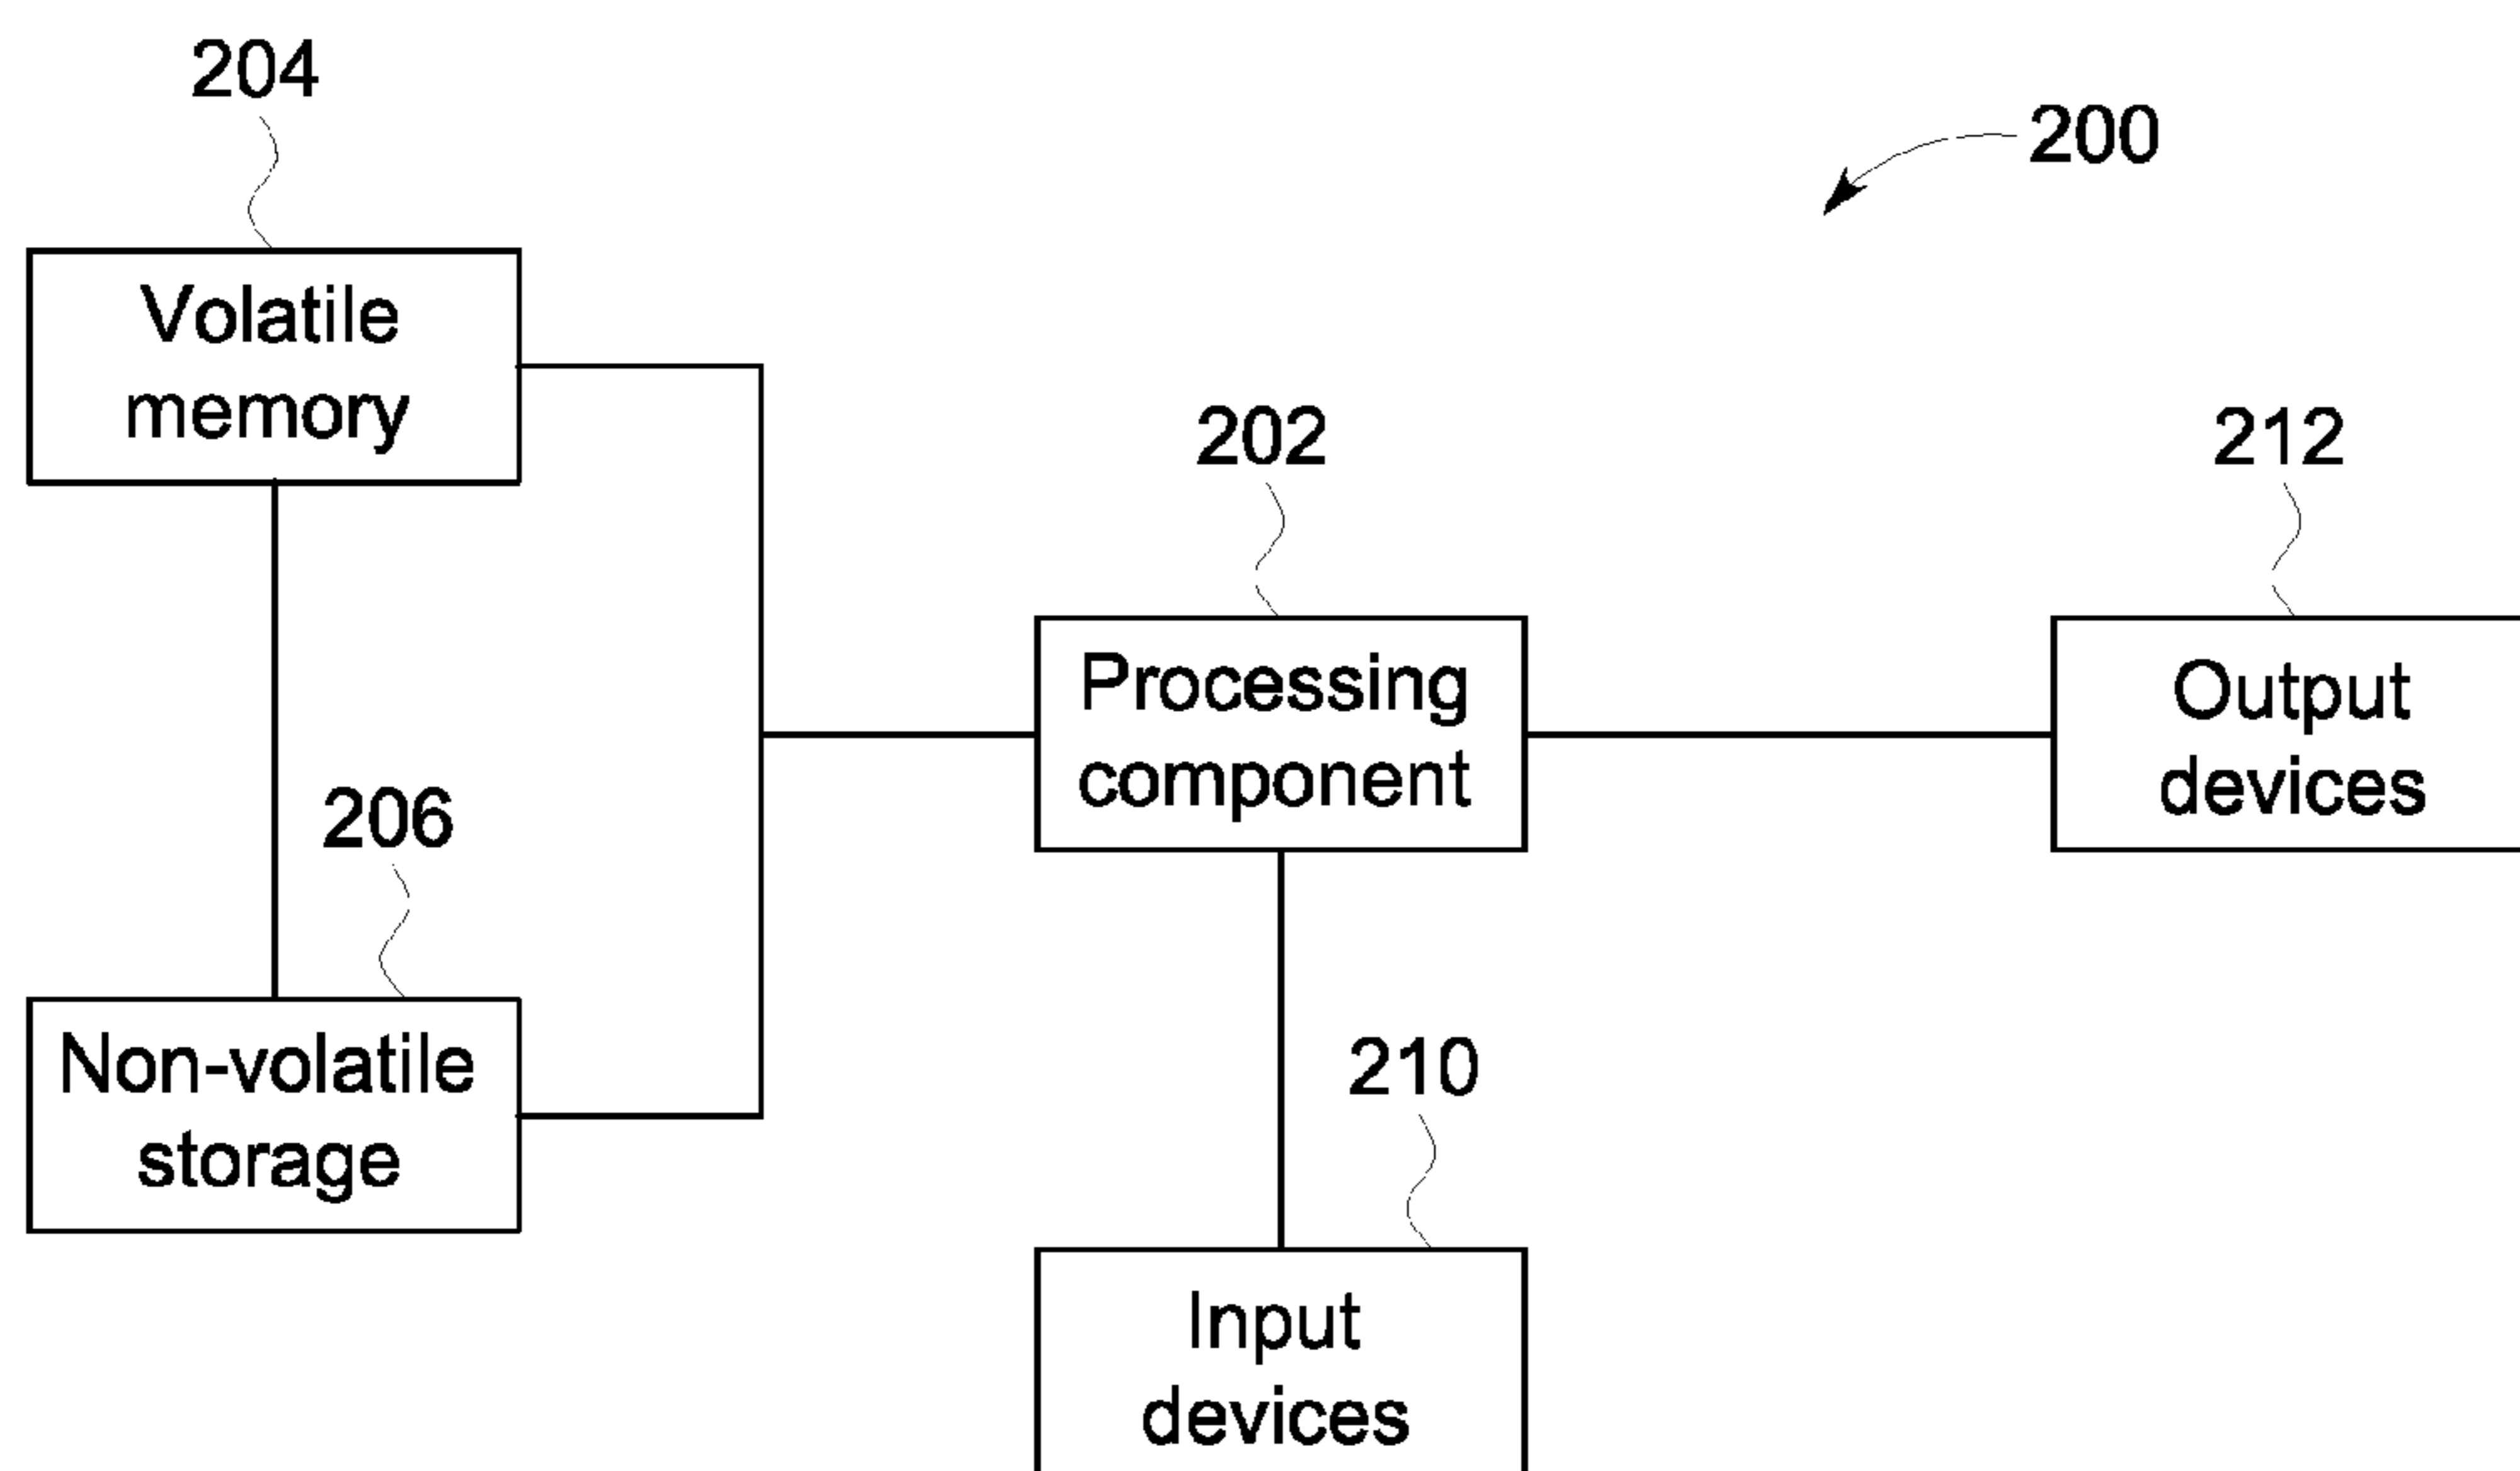 204
200
Volatile
memory
202
212
Processing
component
Output
devices
206
Non-volatile
storage
210
Input
devices